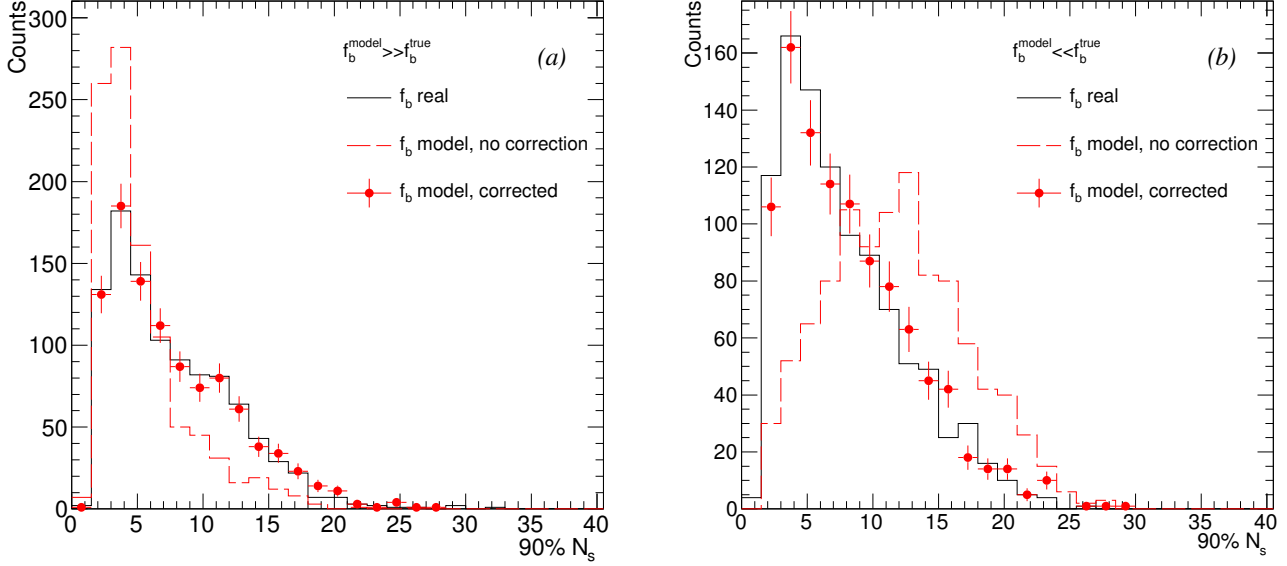 Counts
300
250
200
150
100
50
0
0 5 10 15 20 25 30 35 40
90% N_s
f_b^model>>f_b^true
(a)
f_b real
f_b model, no correction
f_b model, corrected
Counts
160
140
120
100
80
60
40
20
0
0 5 10 15 20 25 30 35 40
90% N_s
f_b^model<<f_b^true
(b)
f_b real
f_b model, no correction
f_b model, corrected